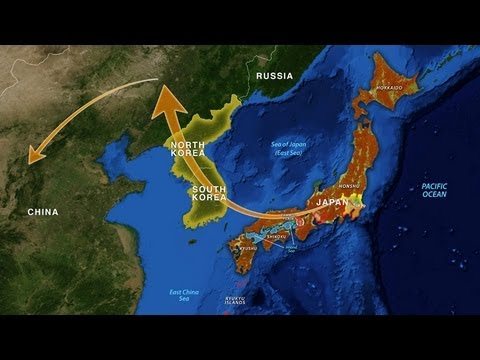 RUSSIA
HOKKAIDO
NORTH
KOREA
Sea of Japan
(East Sea)
HONSHU
SOUTH
KOREA
PACIFIC
OCEAN
JAPAN
CHINA
SHIKOKU
KYUSHU
East China
Sea
RYUKYU
ISLANDS